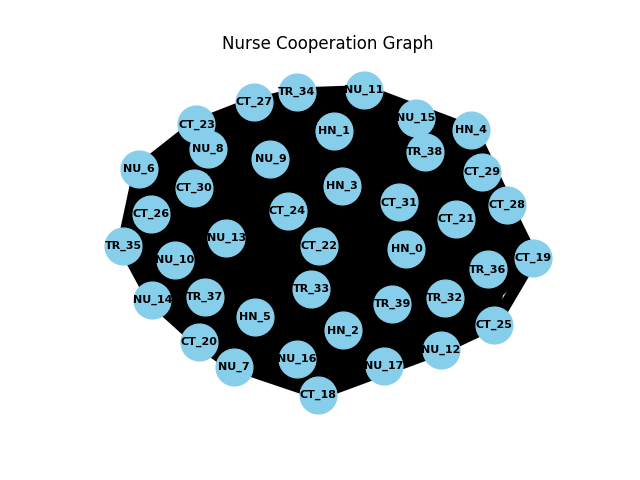 Nurse Cooperation Graph
TR_34
NU_11
CT_27
NU_15
CT_23
HN_1
HN_4
NU_8
TR_38
NU_9
NU_6
CT_29
CT_30
HN_3
CT_31
CT_28
CT_26
CT_24
CT_21
NU_13
TR_35
CT_22
HN_0
NU_10
CT_19
TR_36
TR_33
NU_14
TR_37
TR_32
TR_39
HN_5
CT_25
HN_2
CT_20
NU_12
NU_16
NU_7
NU_17
CT_18